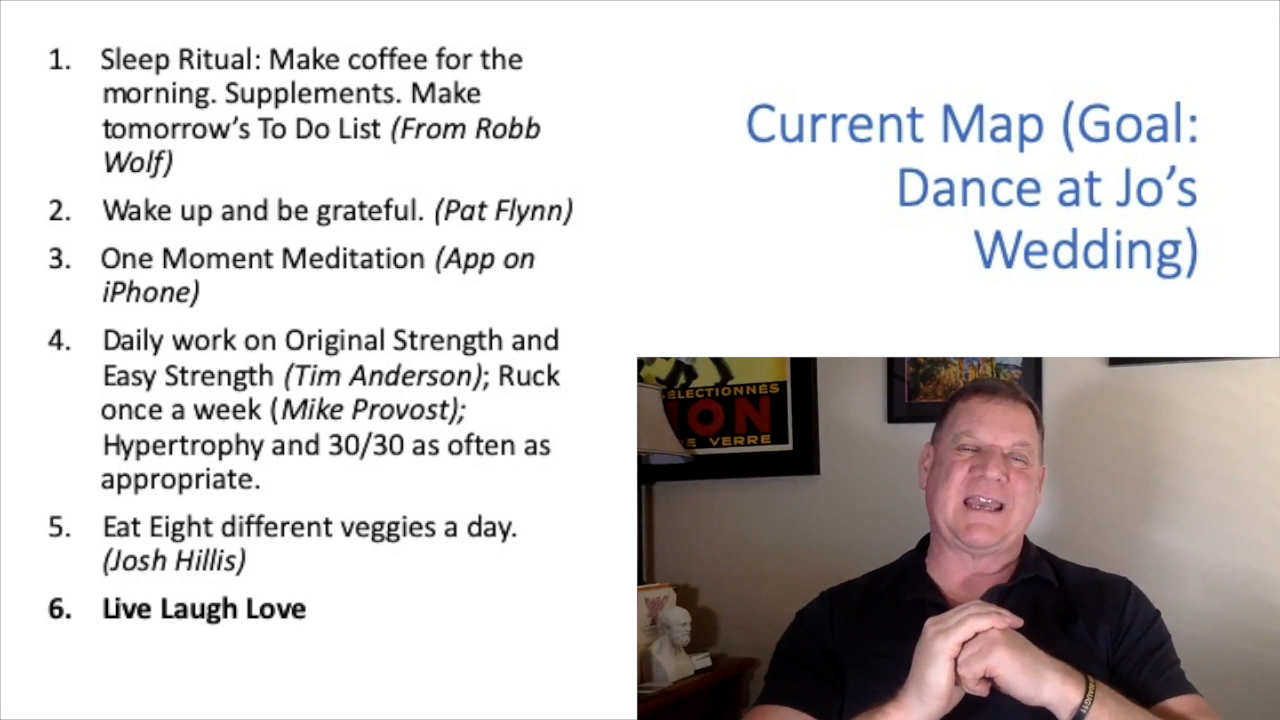 1. Sleep Ritual: Make coffee for the
morning. Supplements. Make
tomorrow’s To Do List (From Robb
Wolf)
2. Wake up and be grateful. (Pat Flynn)
3. One Moment Meditation (App on
iPhone)
4. Daily work on Original Strength and
Easy Strength (Tim Anderson); Ruck
once a week (Mike Provost);
Hypertrophy and 30/30 as often as
appropriate.
5. Eat Eight different veggies a day.
(Josh Hillis)
6. Live Laugh Love
Current Map (Goal:
Dance at Jo’s
Wedding)
ÉLECTIONNÉS
ION
E VERRE